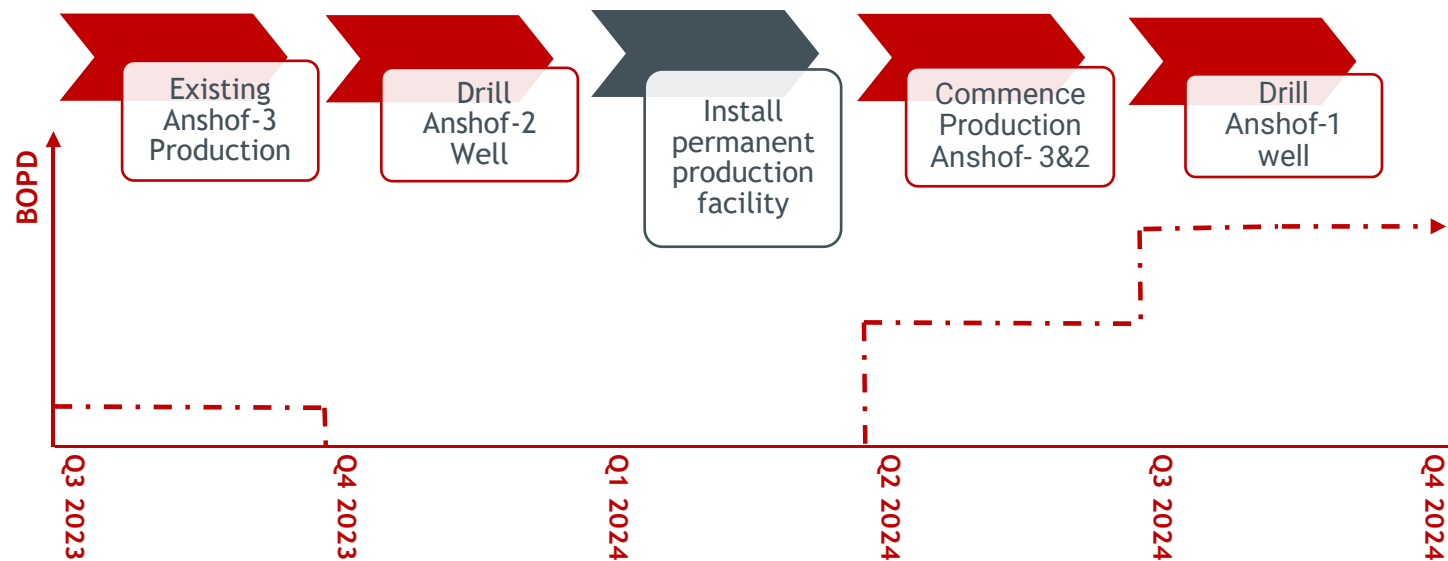 Existing
Anshof-3
Production
Drill
Anshof-2
Well
Install
permanent
production
facility
Commence
Production
Anshof- 3&2
Drill
Anshof-1
well
BOPD
Q3 2023
Q4 2023
Q1 2024
Q2 2024
Q3 2024
Q4 2024